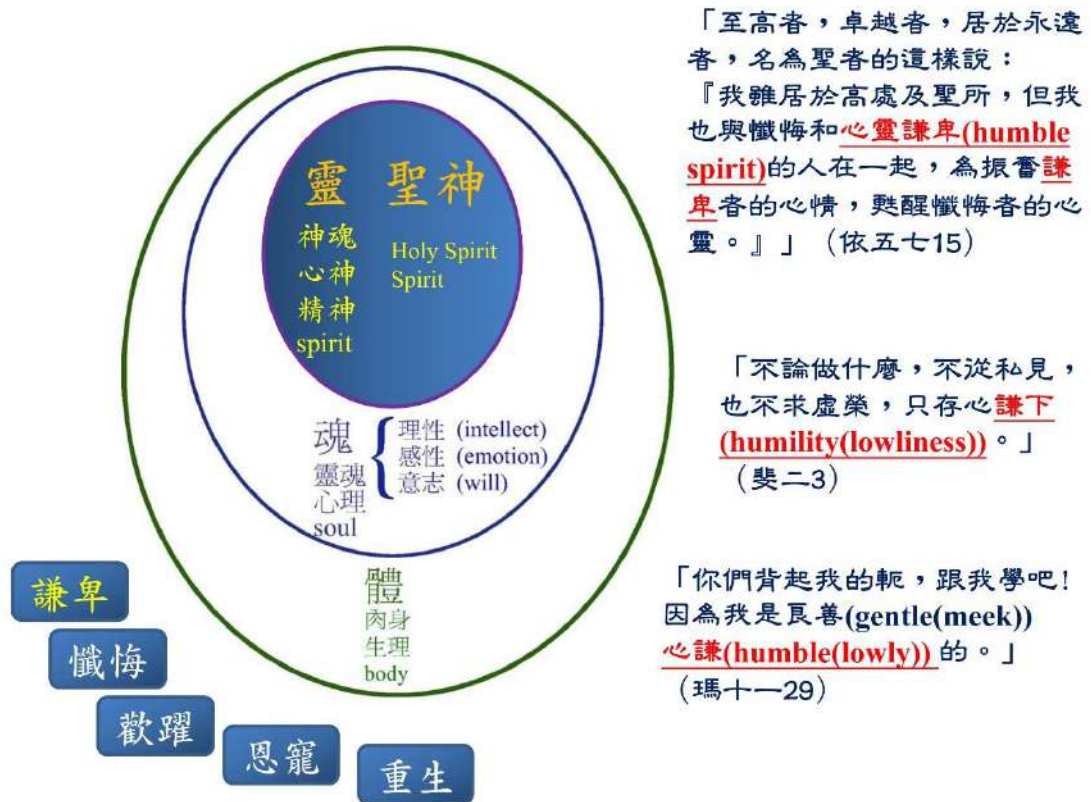 靈 聖神
神魂
心神
精神
spirit
Holy Spirit
Spirit
魂
靈魂
心理
soul
理性 (intellect)
感性 (emotion)
意志 (will)
體
肉身
生理
body
謙卑
懺悔
歡躍
恩寵
重生
「至高者，卓越者，居於永遠
者，名為聖者的這樣說：
『我雖居於高處及聖所，但我
也與懺悔和心靈謙卑(humble
spirit)的人在一起，為振奮謙
卑者的心情，甦醒懺悔者的心
靈。』」（依五七15）
「不論做什麼，不從私見，
也不求虛榮，只存心謙下
(humility(lowliness))。」
（斐二3）
「你們背起我的軛，跟我學吧!
因為我是良善(gentle(meek))
心謙(humble(lowly))的。」
（瑪十一29）